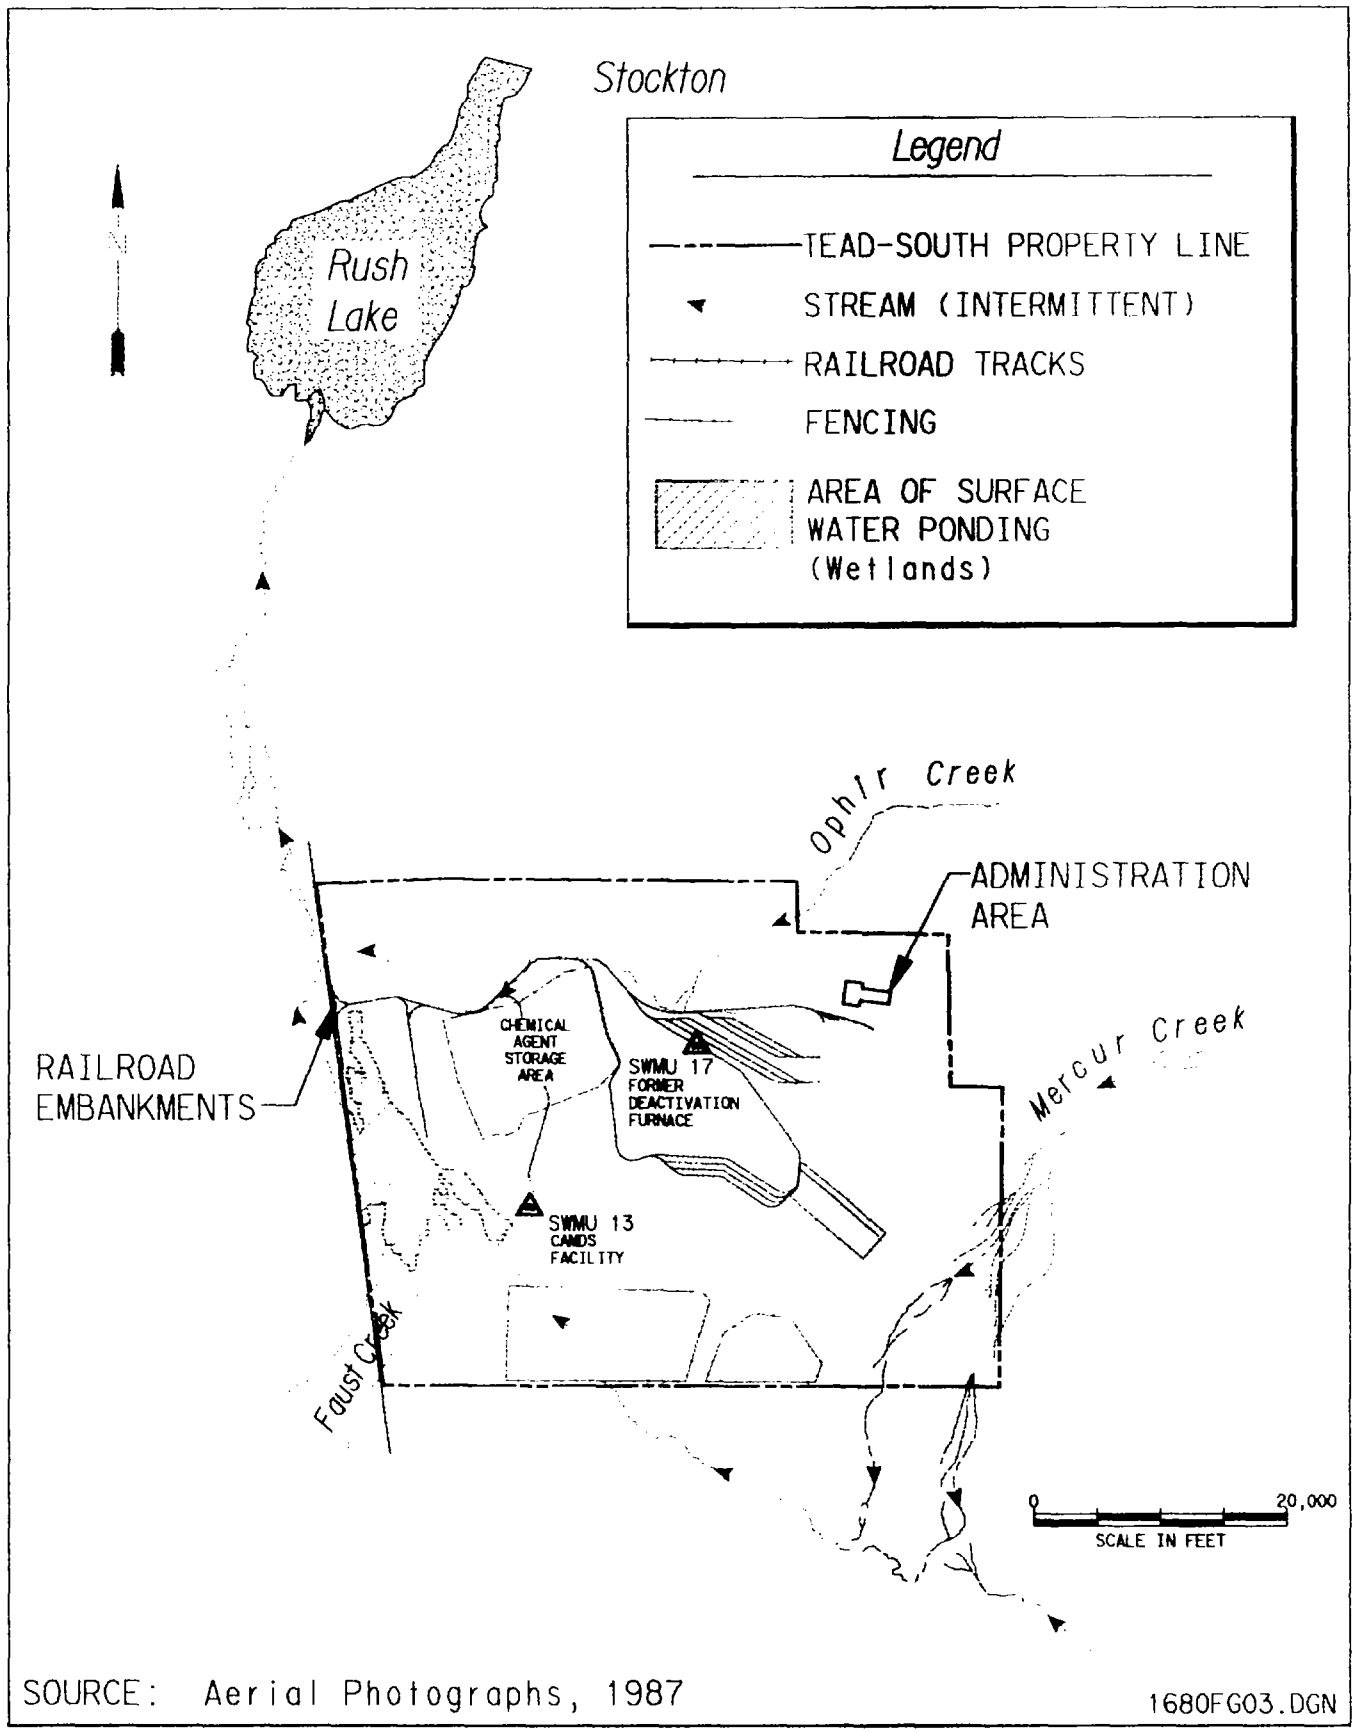 Stockton
Legend
TEAD-SOUTH PROPERTY LINE
STREAM (INTERMITTENT)
RAILROAD TRACKS
FENCING
AREA OF SURFACE
WATER PONDING
(Wetlands)
N
Rush
Lake
Ophir Creek
ADMINISTRATION
AREA
Mercur Creek
CHEMICAL
AGENT
STORAGE
AREA
SWMU 17
FORMER
DEACTIVATION
FURNACE
RAILROAD
EMBANKMENTS
SWMU 13
CAMDS
FACILITY
Faust Creek
0 20,000
SCALE IN FEET
SOURCE: Aerial Photographs, 1987
1680FG03.DGN